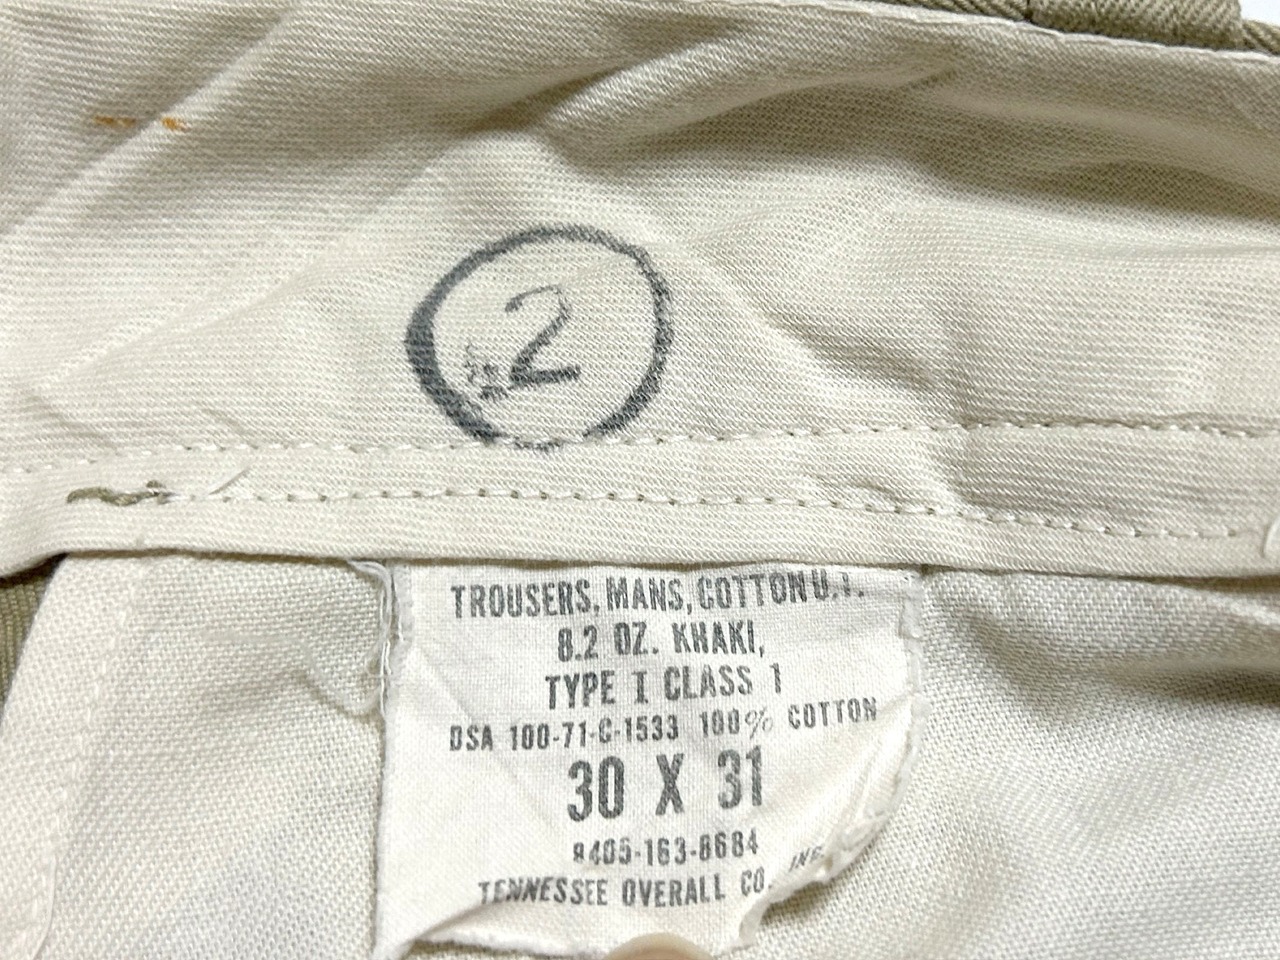 2
TROUSERS, MANS, COTTON U.T.
8.2 OZ. KHAKI,
TYPE I CLASS 1
DSA 100-71-C-1533 100% COTTON
30 X 31
8405-163-8684
TENNESSEE OVERALL CO. INC.